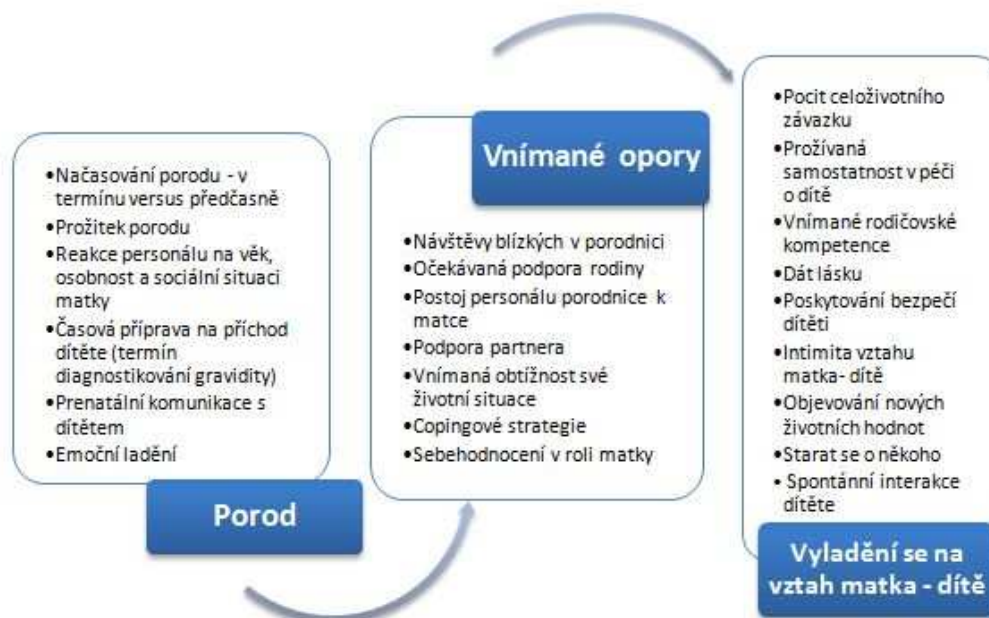 •Načasování porodu - v
termínu versus předčasně
•Prožitek porodu
•Reakce personálu na věk,
osobnost a sociální situaci
matky
•Časová příprava na příchod
dítěte (termín
diagnostikování gravidity)
•Prenatální komunikace s
dítětem
•Emoční ladění
Porod
Vnímané opory
•Návštěvy blízkých v porodnici
•Očekávaná podpora rodiny
•Postoj personálu porodnice k
matce
•Podpora partnera
•Vnímaná obtížnost své
životní situace
•Copingové strategie
•Sebehodnocení v roli matky
•Pocit celoživotního
závazku
•Prožívaná
samostatnost v péči
o dítě
•Vnímané rodičovské
kompetence
•Dát lásku
•Poskytování bezpečí
dítěti
•Intimita vztahu
matka- dítě
•Objevování nových
životních hodnot
•Starat se o někoho
• Spontánní interakce
dítěte
Vyladění se na
vztah matka - dítě